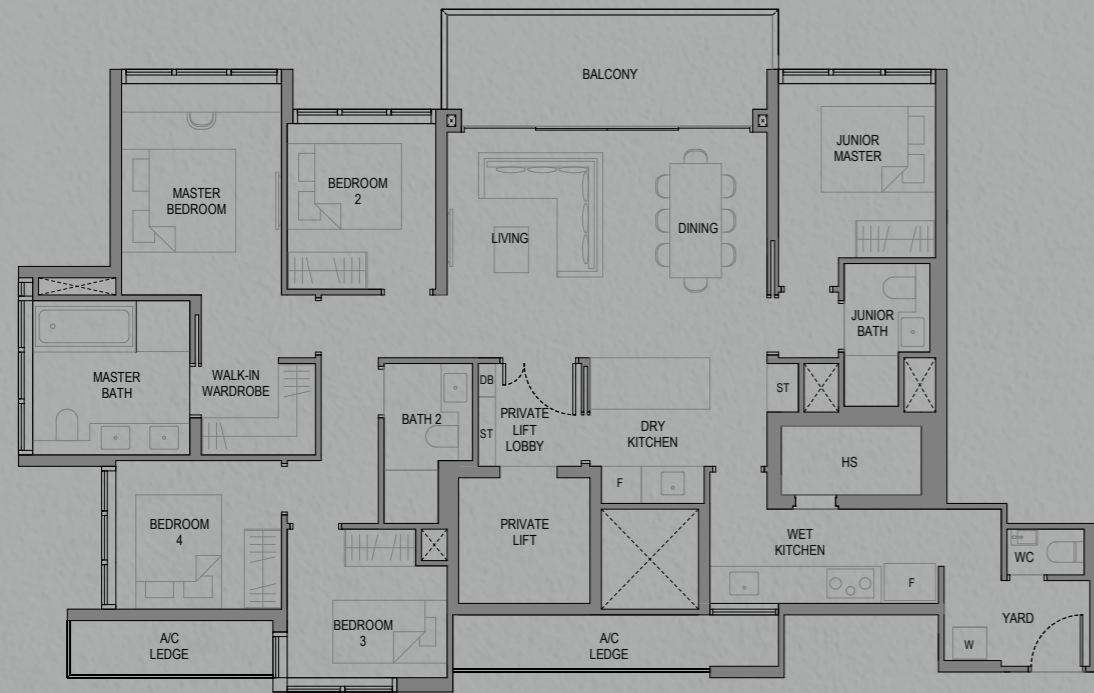 BALCONY
MASTER
BEDROOM
BEDROOM
2
LIVING
DINING
JUNIOR
MASTER
JUNIOR
BATH
MASTER
BATH
WALK-IN
WARDROBE
BATH 2
DB
ST
PRIVATE
LIFT
LOBBY
DRY
KITCHEN
ST
HS
F
BEDROOM
4
PRIVATE
LIFT
WET
KITCHEN
F
WC
YARD
W
BEDROOM
3
A/C
LEDGE
A/C
LEDGE